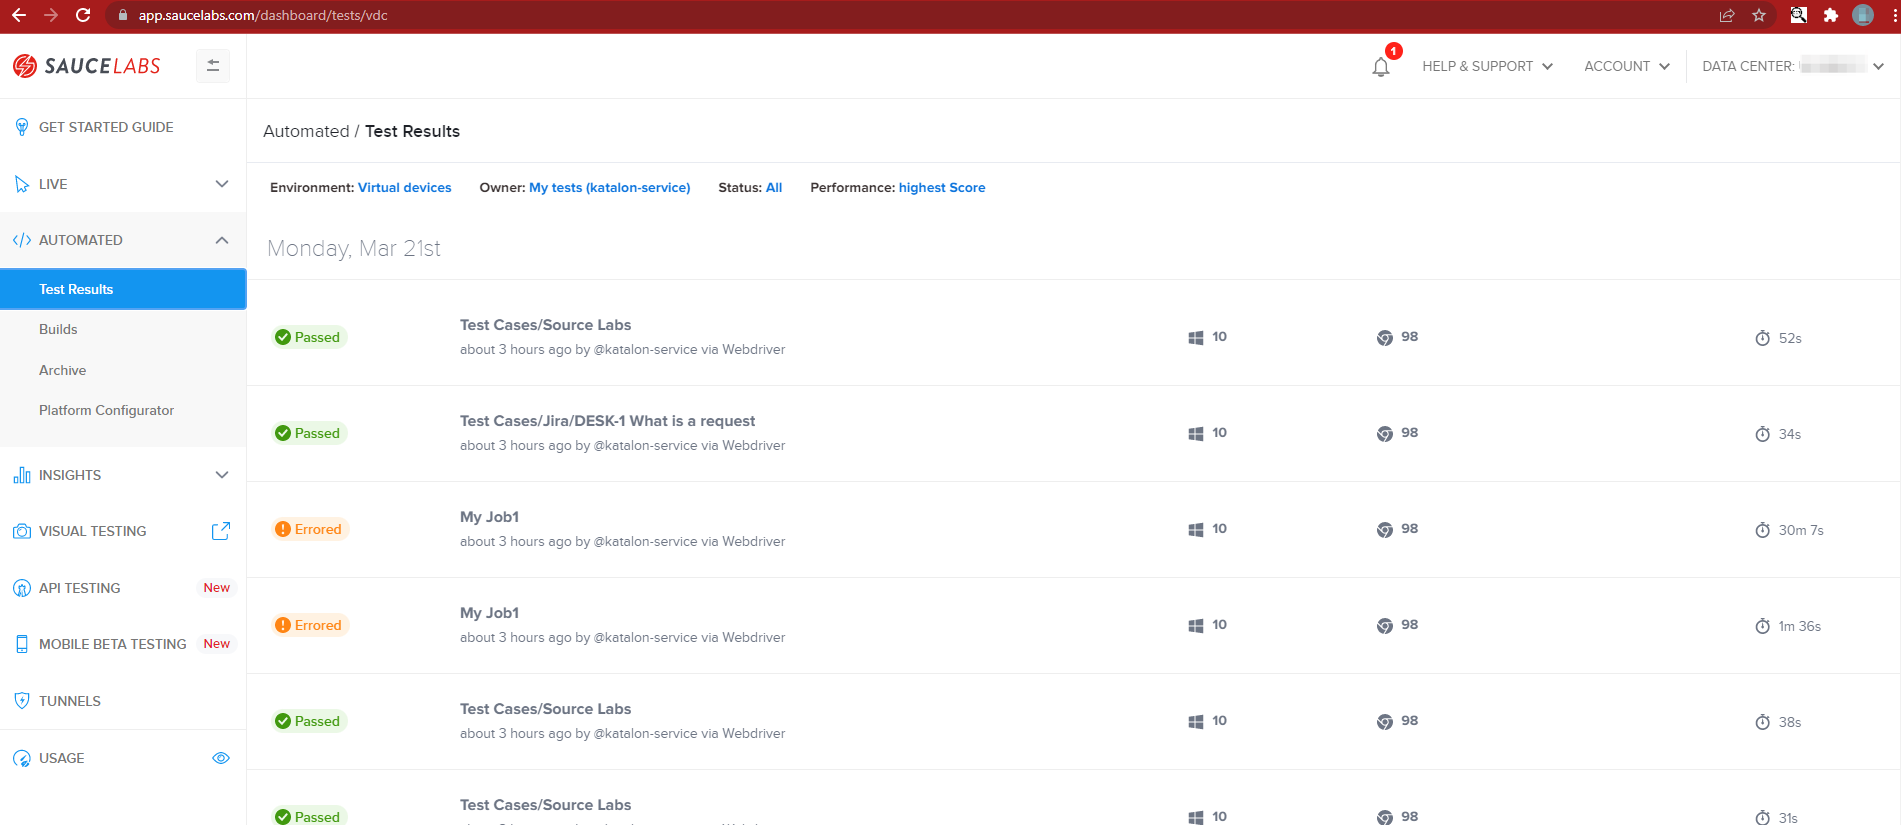 app.saucelabs.com/dashboard/tests/vdc
SAUCELABS
1
HELP & SUPPORT
ACCOUNT
DATA CENTER:
GET STARTED GUIDE
LIVE
AUTOMATED
Test Results
Builds
Archive
Platform Configurator
INSIGHTS
VISUAL TESTING
API TESTING New
MOBILE BETA TESTING New
TUNNELS
USAGE
Automated / Test Results
Environment: Virtual devices Owner: My tests (katalon-service) Status: All Performance: highest Score
Monday, Mar 21st
Passed
Test Cases/Source Labs
about 3 hours ago by @katalon-service via Webdriver
10
98
52s
Passed
Test Cases/Jira/DESK-1 What is a request
about 3 hours ago by @katalon-service via Webdriver
10
98
34s
Errored
My Job1
about 3 hours ago by @katalon-service via Webdriver
10
98
30m 7s
Errored
My Job1
about 3 hours ago by @katalon-service via Webdriver
10
98
1m 36s
Passed
Test Cases/Source Labs
about 3 hours ago by @katalon-service via Webdriver
10
98
38s
Passed
Test Cases/Source Labs
10
98
31s